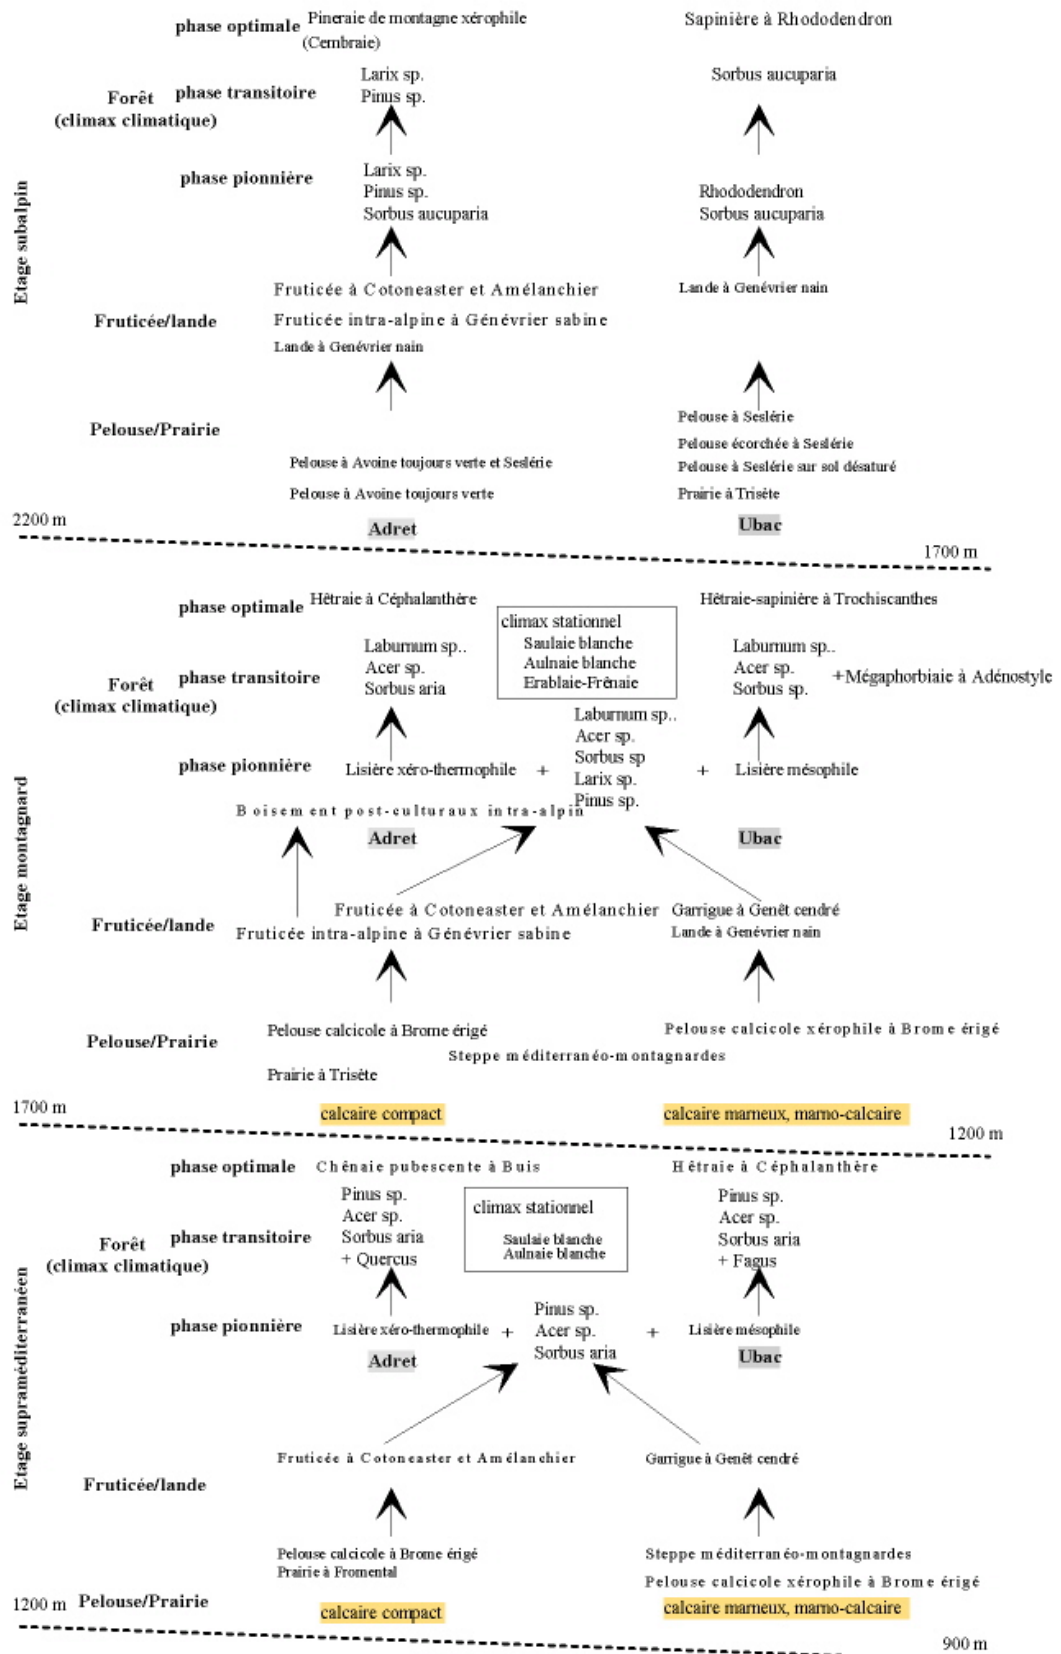 phase optimale Pineraie de montagne xérophile Sapinière à Rhododendron
(Cembraie)
Larix sp. Sorbus aucuparia
Forêt phase transitoire Pinus sp.
(climax climatique)
Larix sp.
phase pionnière Pinus sp. Rhododendron
Sorbus aucuparia Sorbus aucuparia
Etage subalpin
Fruticée à Cotoneaster et Amélanchier Lande à Genévrier nain
Fruticée/lande Fruticée intra-alpine à Génévrier sabine
Lande à Genévrier nain
Pelouse à Seslérie
Pelouse/Prairie Pelouse écorchée à Seslérie
Pelouse à Avoine toujours verte et Seslérie Pelouse à Seslérie sur sol désaturé
Pelouse à Avoine toujours verte Prairie à Trisète
2200 m Adret Ubac
1700 m
phase optimale Hêtraie à Céphalanthère Hêtraie-sapinière à Trochiscanthes
climax stationnel
Saulaie blanche
Aulnaie blanche
Erablaie-Frênaie
Laburnum sp.. Laburnum sp..
Forêt phase transitoire Acer sp. Acer sp. +Mégaphorbiaie à Adénostyle
(climax climatique) Sorbus aria Sorbus sp.
Laburnum sp..
Acer sp.
Sorbus sp
Larix sp.
Pinus sp.
phase pionnière Lisière xéro-thermophile + + Lisière mésophile
Boisement post-culturaux intra-alpin
Adret Ubac
Etage montagnard
Fruticée à Cotoneaster et Amélanchier Garrigue à Genêt cendré
Fruticée/lande Fruticée intra-alpine à Génévrier sabine Lande à Genévrier nain
Pelouse calcicole à Brome érigé Pelouse calcicole xérophile à Brome érigé
Pelouse/Prairie Steppe méditerranéo-montagnardes
Prairie à Trisète
1700 m calcaire compact calcaire marneux, marno-calcaire
1200 m
phase optimale Chênaie pubescente à Buis Hêtraie à Céphalanthère
climax stationnel
Saulaie blanche
Aulnaie blanche
Pinus sp. Pinus sp.
Acer sp. Acer sp.
Forêt phase transitoire Sorbus aria Sorbus aria
(climax climatique) + Quercus + Fagus
Pinus sp.
Acer sp.
Sorbus aria
phase pionnière Lisière xéro-thermophile + + Lisière mésophile
Adret Ubac
Etage supraméditerranéen
Fruticée à Cotoneaster et Amélanchier Garrigue à Genêt cendré
Fruticée/lande
Pelouse calcicole à Brome érigé Steppe méditerranéo-montagnardes
Prairie à Fromental Pelouse calcicole xérophile à Brome érigé
1200 m Pelouse/Prairie calcaire compact calcaire marneux, marno-calcaire
900 m